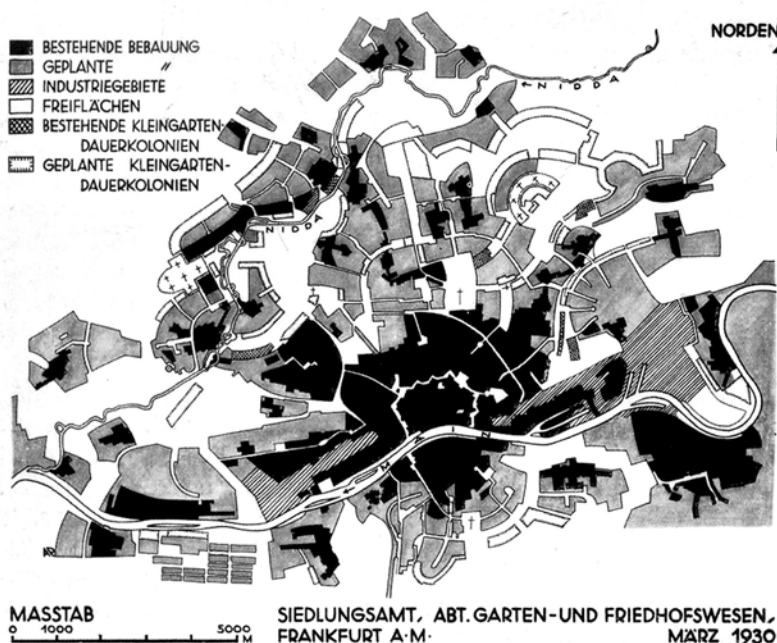 BESTEHENDE BEBAUUNG
GEPLANTE "
INDUSTRIEGEBIETE
FREIFLÄCHEN
BESTEHENDE KLEINGARTEN-
DAUERKOLONIEN
GEPLANTE KLEINGARTEN-
DAUERKOLONIEN
NORDEN
NIDDA
NIDDA
MAIN
MASSTAB
0 1000 5000
M
SIEDLUNGSAMT, ABT. GARTEN-UND FRIEDHOFSWESEN,
FRANKFURT A·M· MÄRZ 1930